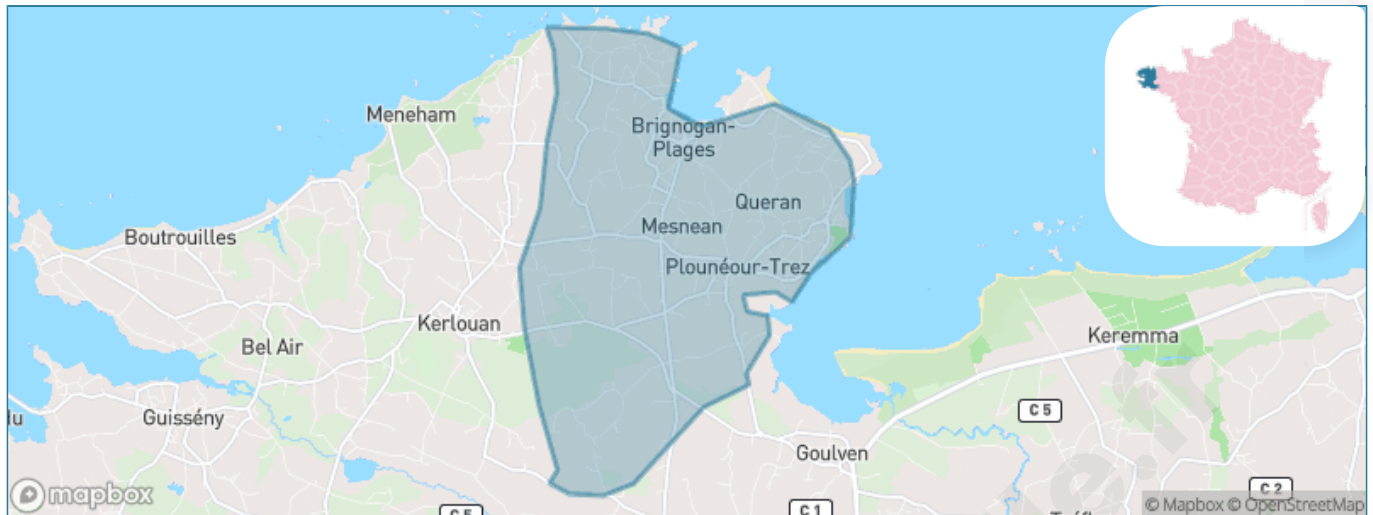 Meneham
Brignogan-
Plages
Queran
Mesnean
Boutrouilles
Plounéour-Trez
Kerlouan
Keremma
Bel Air
C 5
Guissény
Goulven
C 2
C 5
C 1
mapbox
© Mapbox © OpenStreetMap